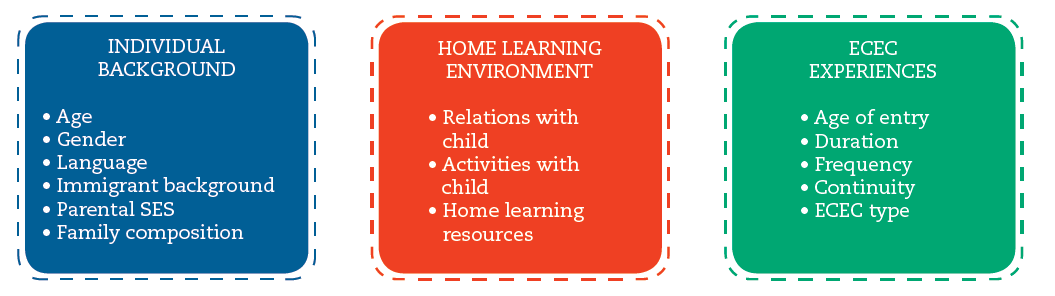 INDIVIDUAL
BACKGROUND
• Age
• Gender
• Language
• Immigrant background
• Parental SES
• Family composition
HOME LEARNING
ENVIRONMENT
• Relations with
child
• Activities with
child
• Home learning
resources
ECEC
EXPERIENCES
• Age of entry
• Duration
• Frequency
• Continuity
• ECEC type